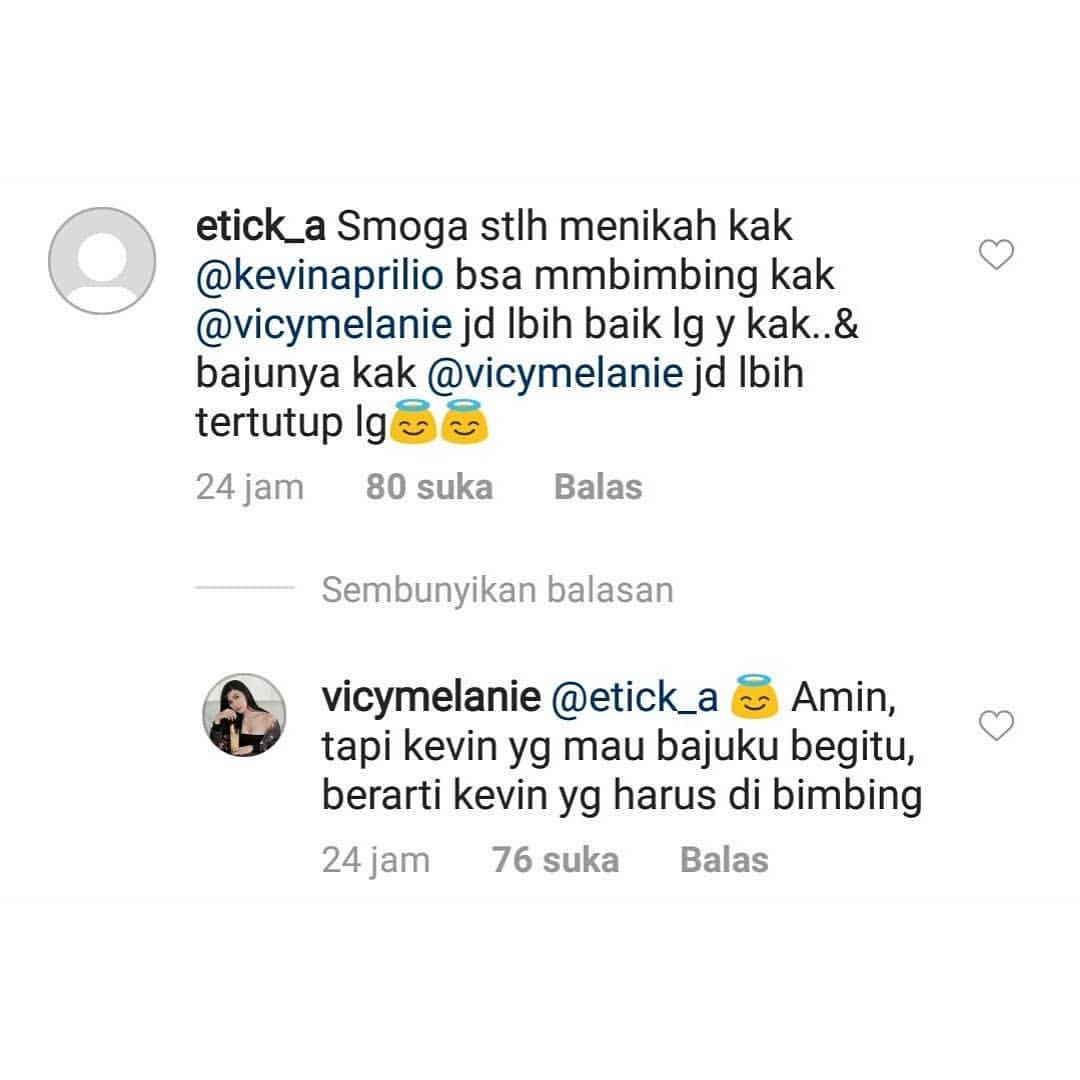 etick_a Smoga stlh menikah kak
@kevinaprilio bsa mmbimbing kak
@vicymelanie jd lbih baik lg y kak..&
bajunya kak @vicymelanie jd lbih
tertutup lg😇😇
24 jam 80 suka Balas
Sembunyikan balasan
vicymelanie @etick_a 😇 Amin,
tapi kevin yg mau bajuku begitu,
berarti kevin yg harus di bimbing
24 jam 76 suka Balas